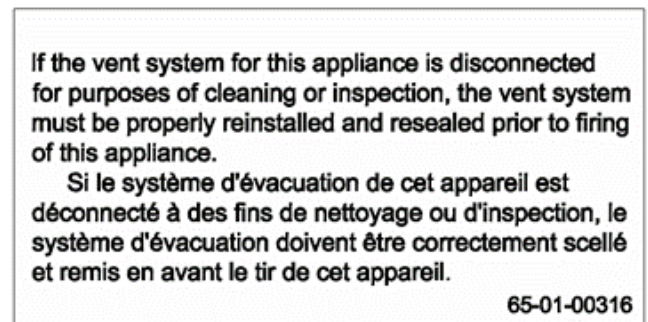 If the vent system for this appliance is disconnected
for purposes of cleaning or inspection, the vent system
must be properly reinstalled and resealed prior to firing
of this appliance.
Si le système d'évacuation de cet appareil est
déconnecté à des fins de nettoyage ou d'inspection, le
système d'évacuation doivent être correctement scellé
et remis en avant le tir de cet appareil.
65-01-00316